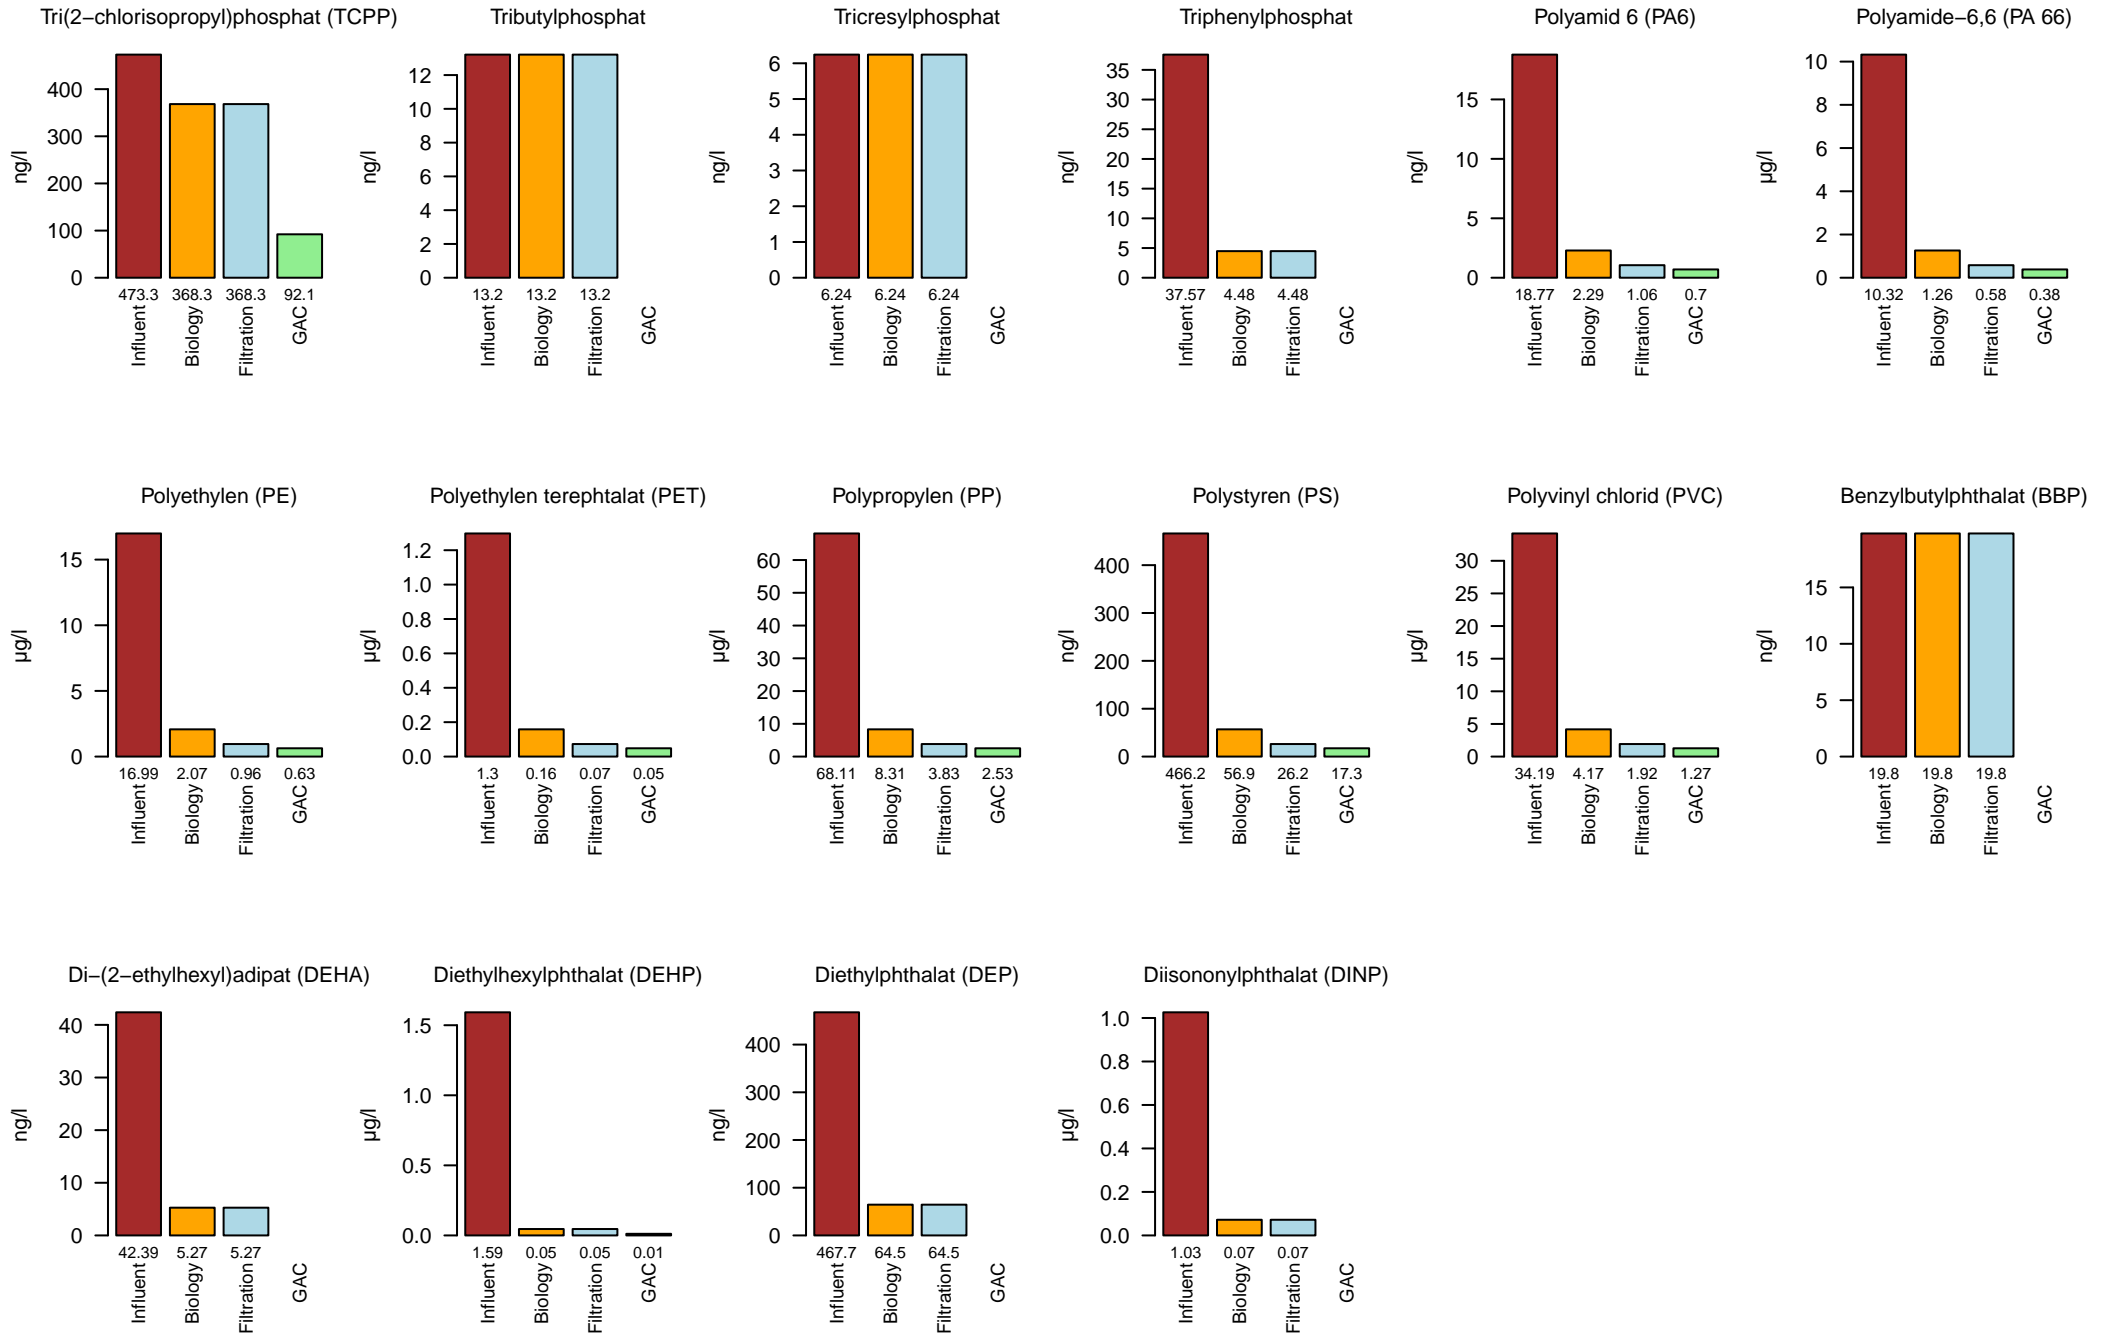 Tri(2−chlorisopropyl)phosphat (TCPP)
ng/l
400
300
200
100
0
473.3 368.3 368.3 92.1
Influent Biology Filtration GAC
Tributylphosphat
ng/l
12
10
8
6
4
2
0
13.2 13.2 13.2
Influent Biology Filtration GAC
Tricresylphosphat
ng/l
6
5
4
3
2
1
0
6.24 6.24 6.24
Influent Biology Filtration GAC
Triphenylphosphat
ng/l
35
30
25
20
15
10
5
0
37.57 4.48 4.48
Influent Biology Filtration GAC
Polyamid 6 (PA6)
ng/l
15
10
5
0
18.77 2.29 1.06 0.7
Influent Biology Filtration GAC
Polyamide−6,6 (PA 66)
µg/l
10
8
6
4
2
0
10.32 1.26 0.58 0.38
Influent Biology Filtration GAC
Polyethylen (PE)
µg/l
15
10
5
0
16.99 2.07 0.96 0.63
Influent Biology Filtration GAC
Polyethylen terephtalat (PET)
µg/l
1.2
1.0
0.8
0.6
0.4
0.2
0.0
1.3 0.16 0.07 0.05
Influent Biology Filtration GAC
Polypropylen (PP)
µg/l
60
50
40
30
20
10
0
68.11 8.31 3.83 2.53
Influent Biology Filtration GAC
Polystyren (PS)
ng/l
400
300
200
100
0
466.2 56.9 26.2 17.3
Influent Biology Filtration GAC
Polyvinyl chlorid (PVC)
µg/l
30
25
20
15
10
5
0
34.19 4.17 1.92 1.27
Influent Biology Filtration GAC
Benzylbutylphthalat (BBP)
ng/l
15
10
5
0
19.8 19.8 19.8
Influent Biology Filtration GAC
Di−(2−ethylhexyl)adipat (DEHA)
ng/l
40
30
20
10
0
42.39 5.27 5.27
Influent Biology Filtration GAC
Diethylhexylphthalat (DEHP)
µg/l
1.5
1.0
0.5
0.0
1.59 0.05 0.05 0.01
Influent Biology Filtration GAC
Diethylphthalat (DEP)
ng/l
400
300
200
100
0
467.7 64.5 64.5
Influent Biology Filtration GAC
Diisononylphthalat (DINP)
µg/l
1.0
0.8
0.6
0.4
0.2
0.0
1.03 0.07 0.07
Influent Biology Filtration GAC